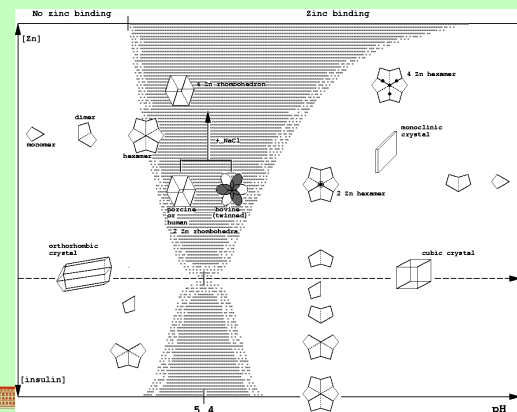 No zinc binding
Zinc binding
[Zn]
4 Zn rhombohedron
4 Zn hexamer
dimer
monomer
hexamer
+ NaCl
monoclinic
crystal
2 Zn hexamer
porcine
or
human
bovine
(twinned)
2 Zn rhombohedra
orthorhombic
crystal
cubic crystal
[insulin]
5.4
pH